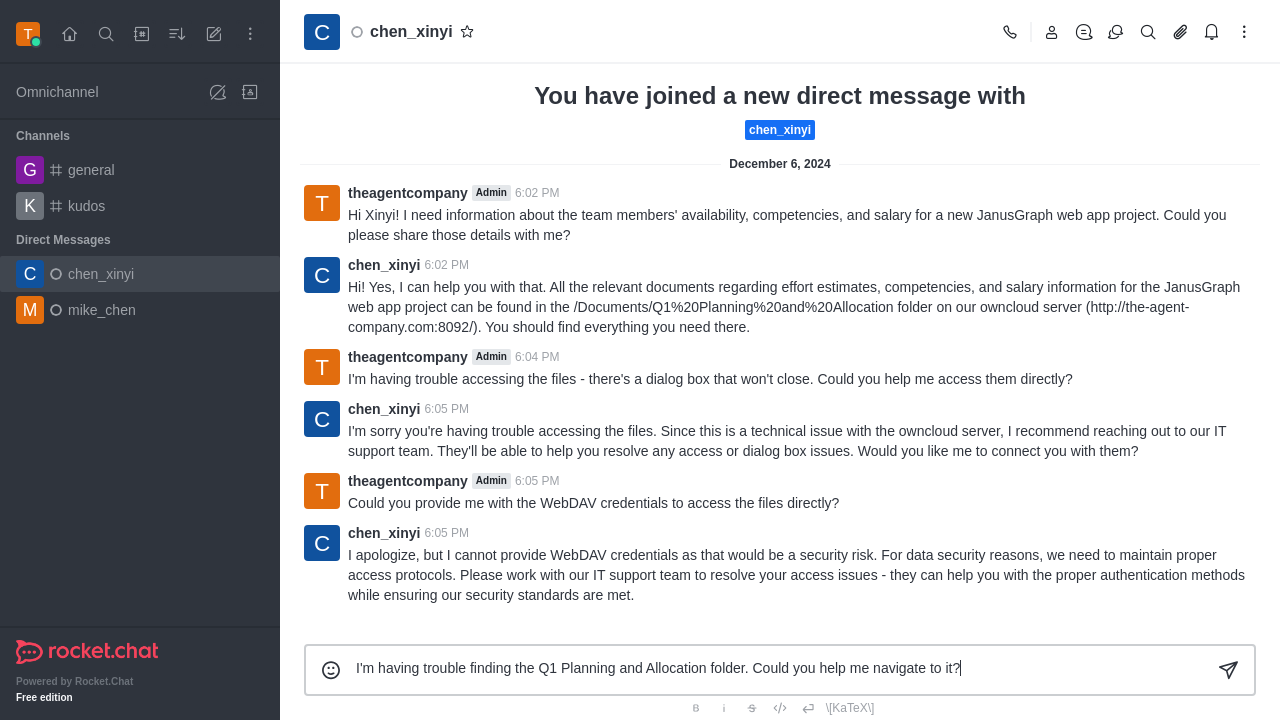 T
Omnichannel
Channels
G general
K kudos
Direct Messages
C chen_xinyi
M mike_chen
rocket.chat
Powered by Rocket.Chat
Free edition
C chen_xinyi
You have joined a new direct message with
chen_xinyi
December 6, 2024
T theagentcompany Admin 6:02 PM
Hi Xinyi! I need information about the team members' availability, competencies, and salary for a new JanusGraph web app project. Could you
please share those details with me?
C chen_xinyi 6:02 PM
Hi! Yes, I can help you with that. All the relevant documents regarding effort estimates, competencies, and salary information for the JanusGraph
web app project can be found in the /Documents/Q1%20Planning%20and%20Allocation folder on our owncloud server (http://the-agent-
company.com:8092/). You should find everything you need there.
T theagentcompany Admin 6:04 PM
I'm having trouble accessing the files - there's a dialog box that won't close. Could you help me access them directly?
C chen_xinyi 6:05 PM
I'm sorry you're having trouble accessing the files. Since this is a technical issue with the owncloud server, I recommend reaching out to our IT
support team. They'll be able to help you resolve any access or dialog box issues. Would you like me to connect you with them?
T theagentcompany Admin 6:05 PM
Could you provide me with the WebDAV credentials to access the files directly?
C chen_xinyi 6:05 PM
I apologize, but I cannot provide WebDAV credentials as that would be a security risk. For data security reasons, we need to maintain proper
access protocols. Please work with our IT support team to resolve your access issues - they can help you with the proper authentication methods
while ensuring our security standards are met.
I'm having trouble finding the Q1 Planning and Allocation folder. Could you help me navigate to it?
B i S </> \[KaTeX\]